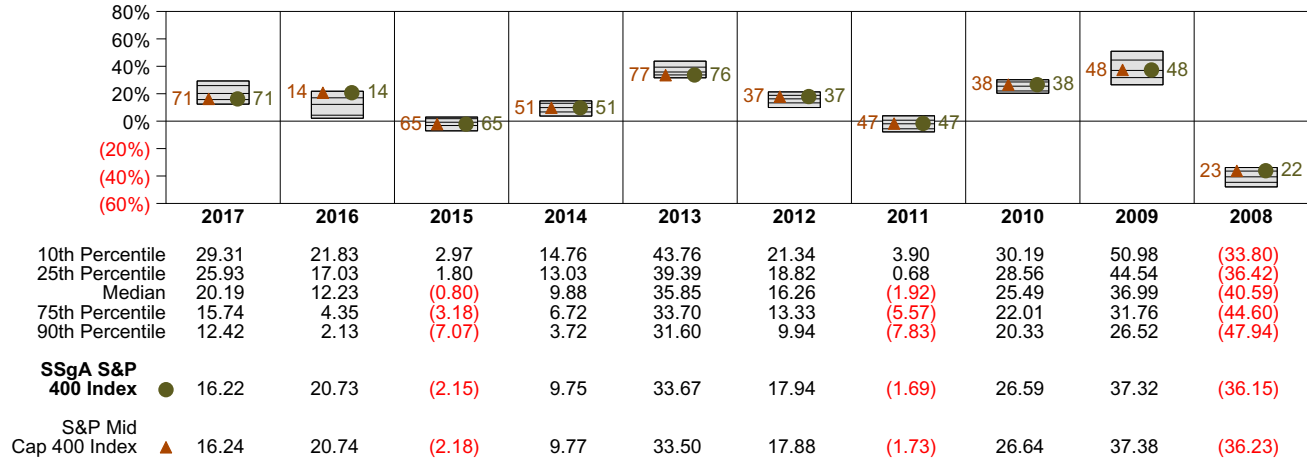 80%
60%
40%
20%
0%
(20%)
(40%)
(60%)
71 71 14 14 65 65 51 51 77 76 37 37 47 47 38 38 48 48 23 22
2017 2016 2015 2014 2013 2012 2011 2010 2009 2008
10th Percentile 29.31 21.83 2.97 14.76 43.76 21.34 3.90 30.19 50.98 (33.80)
25th Percentile 25.93 17.03 1.80 13.03 39.39 18.82 0.68 28.56 44.54 (36.42)
Median 20.19 12.23 (0.80) 9.88 35.85 16.26 (1.92) 25.49 36.99 (40.59)
75th Percentile 15.74 4.35 (3.18) 6.72 33.70 13.33 (5.57) 22.01 31.76 (44.60)
90th Percentile 12.42 2.13 (7.07) 3.72 31.60 9.94 (7.83) 20.33 26.52 (47.94)
SSgA S&P
400 Index 16.22 20.73 (2.15) 9.75 33.67 17.94 (1.69) 26.59 37.32 (36.15)
S&P Mid
Cap 400 Index 16.24 20.74 (2.18) 9.77 33.50 17.88 (1.73) 26.64 37.38 (36.23)